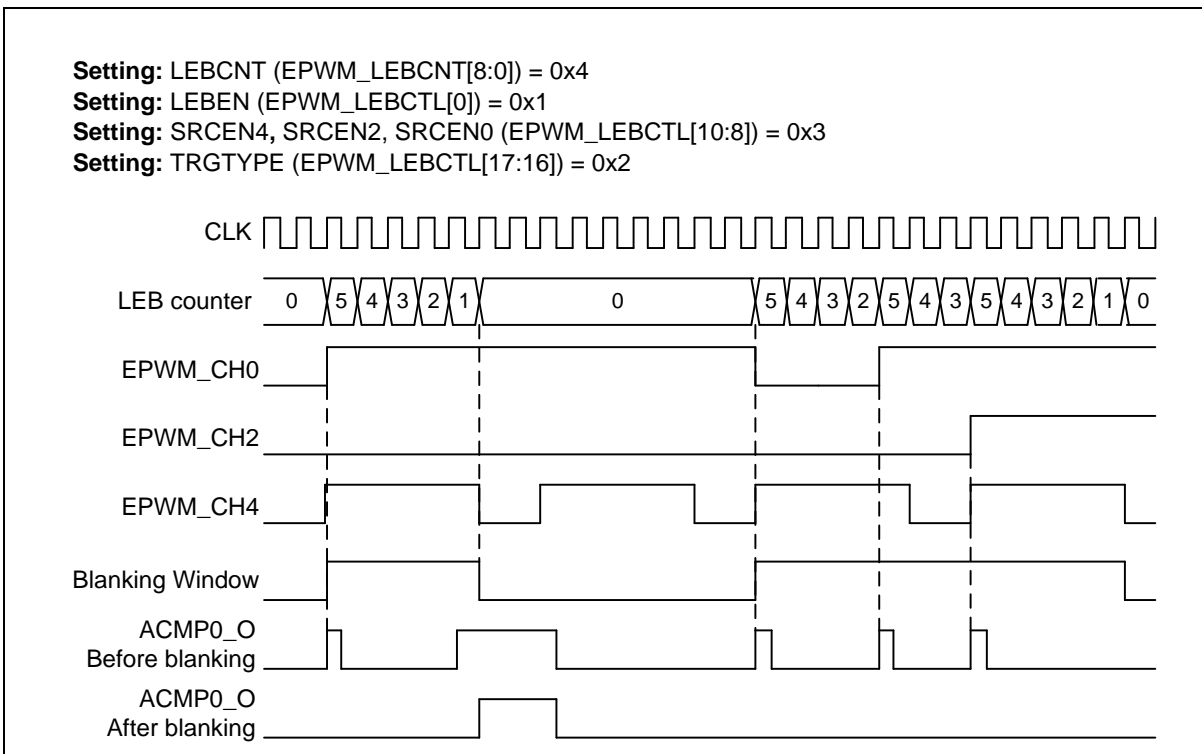 Setting: LEBCNT (EPWM_LEBCNT[8:0]) = 0x4
Setting: LEBEN (EPWM_LEBCTL[0]) = 0x1
Setting: SRCEN4, SRCEN2, SRCEN0 (EPWM_LEBCTL[10:8]) = 0x3
Setting: TRGTYPE (EPWM_LEBCTL[17:16]) = 0x2
CLK
LEB counter 0 5 4 3 2 1 0 5 4 3 2 5 4 3 5 4 3 2 1 0
EPWM_CH0
EPWM_CH2
EPWM_CH4
Blanking Window
ACMP0_O
Before blanking
ACMP0_O
After blanking